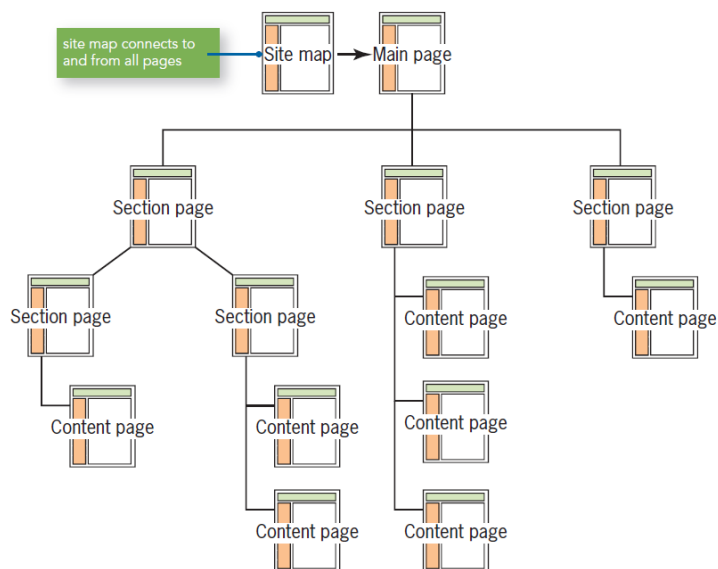 site map connects to
and from all pages
Site map
Main page
Section page
Section page
Section page
Section page
Section page
Content page
Content page
Content page
Content page
Content page
Content page
Content page